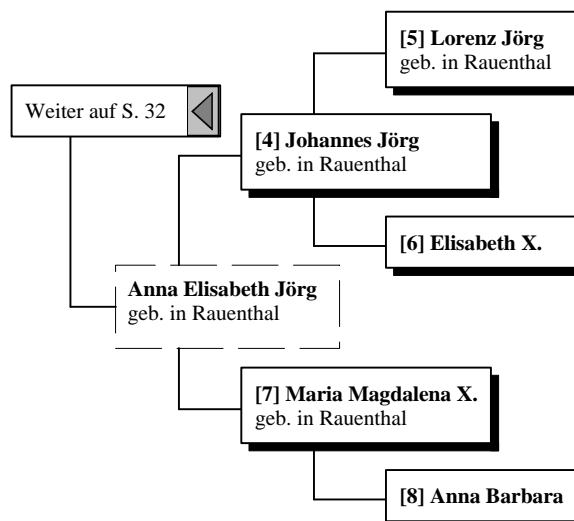 [5] Lorenz Jörg
geb. in Rauenthal
Weiter auf S. 32
[4] Johannes Jörg
geb. in Rauenthal
[6] Elisabeth X.
Anna Elisabeth Jörg
geb. in Rauenthal
[7] Maria Magdalena X.
geb. in Rauenthal
[8] Anna Barbara